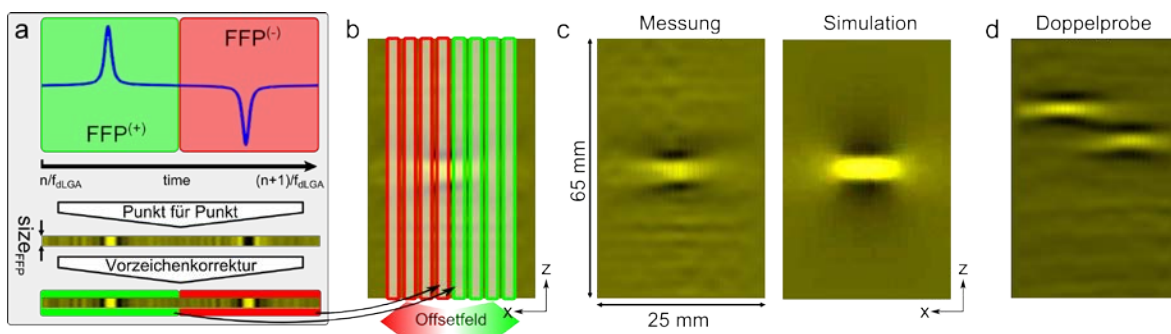 a
FFP(+)
FFP(-)
n/fdLGA
time
(n+1)/fdLGA
Punkt für Punkt
sizeFFP
Vorzeichenkorrektur
b
z
x
Offsetfeld
c
Messung
Simulation
65 mm
25 mm
z
x
d
Doppelprobe